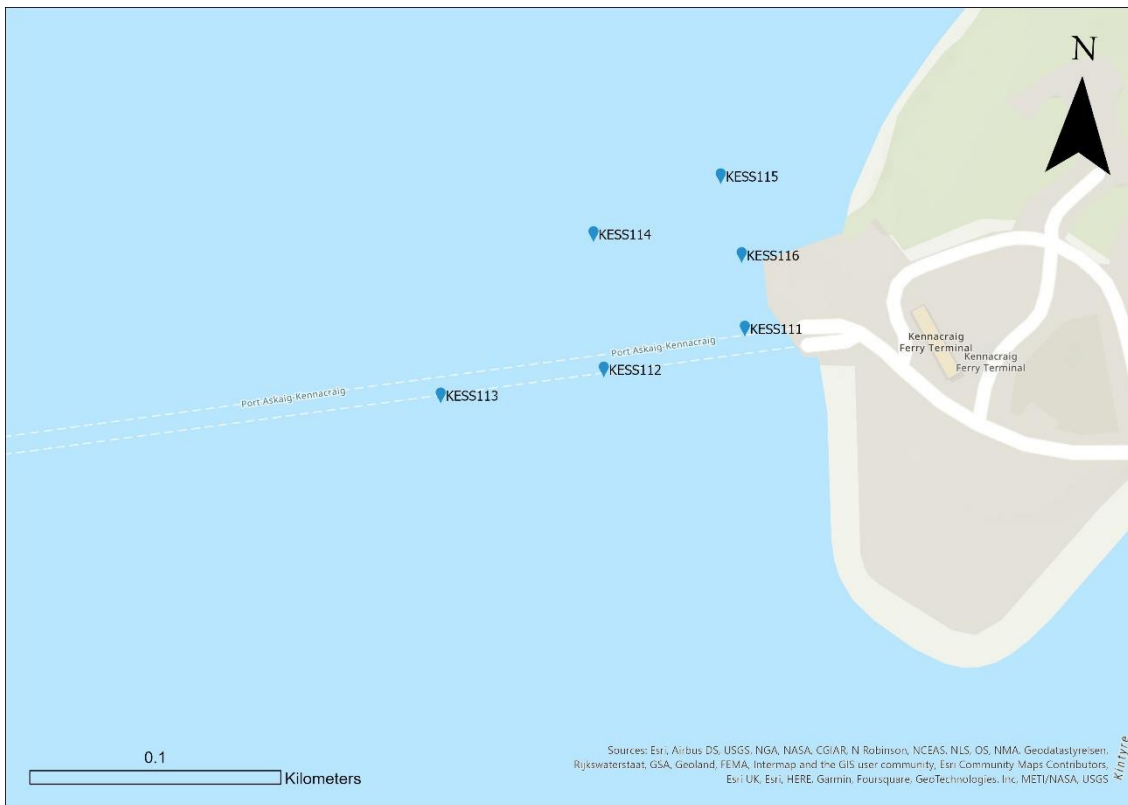 N
KESS115
KESS114
KESS116
KESS111
Port Askaig-Kennacraig
Kennacraig
Ferry Terminal
Kennacraig
Ferry Terminal
KESS112
Port Askaig-Kennacraig
KESS113
0.1
Kilometers
Kintyre
Sources: Esri, Airbus DS, USGS, NGA, NASA, CGIAR, N Robinson, NCEAS, NLS, OS, NMA, Geodatastyrelsen,
Rijkswaterstaat, GSA, Geoland, FEMA, Intermap and the GIS user community, Esri Community Maps Contributors,
Esri UK, Esri, HERE, Garmin, Foursquare, GeoTechnologies, Inc, METI/NASA, USGS